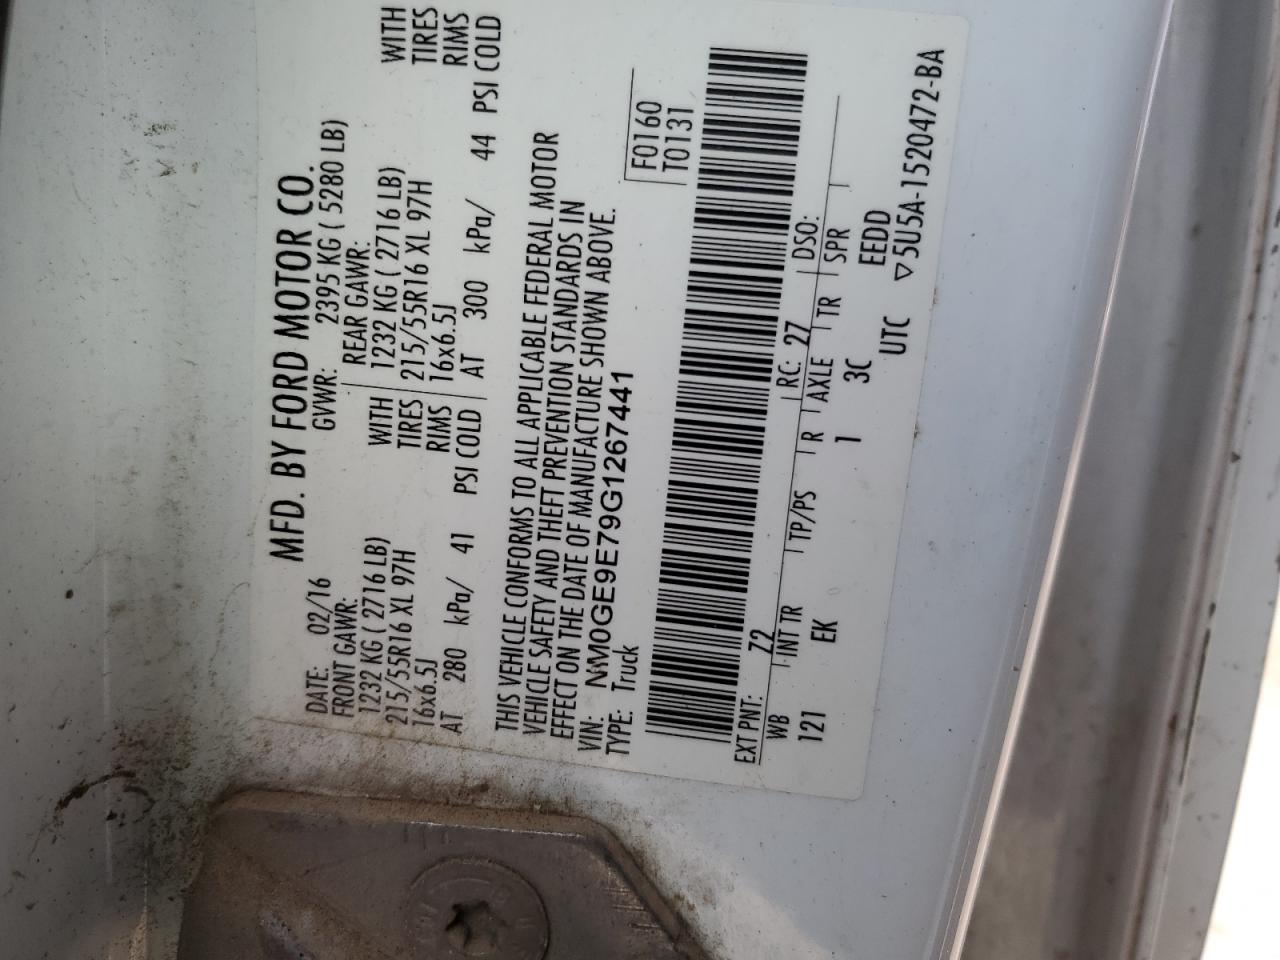 MFD. BY FORD MOTOR CO.
DATE: 02/16 GVWR: 2395 KG ( 5280 LB)
FRONT GAWR: REAR GAWR:
1232 KG ( 2716 LB) WITH 1232 KG ( 2716 LB) WITH
215/55R16 XL 97H TIRES 215/55R16 XL 97H TIRES
16x6.5J RIMS 16x6.5J RIMS
AT 280 kPa/ 41 PSI COLD AT 300 kPa/ 44 PSI COLD
THIS VEHICLE CONFORMS TO ALL APPLICABLE FEDERAL MOTOR
VEHICLE SAFETY AND THEFT PREVENTION STANDARDS IN
EFFECT ON THE DATE OF MANUFACTURE SHOWN ABOVE.
VIN: NM0GE9E79G1267441
TYPE: Truck
F0160
T0131
EXT PNT: Z2 RC: 27 DSO:
WB INT TR TP/PS R AXLE TR SPR
121 EK 1 3C EEDD
UTC ▽5U5A-1520472-BA